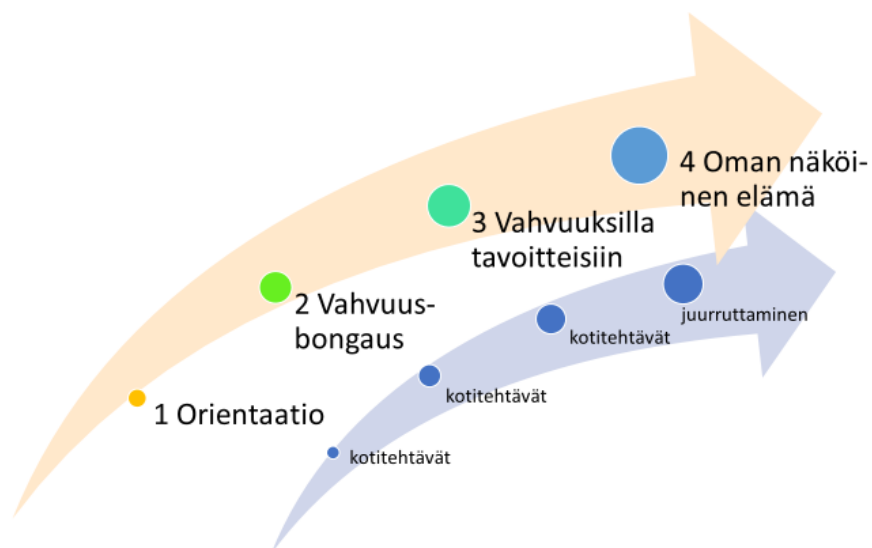 4 Oman näköi-
nen elämä
3 Vahvuuksilla
tavoitteisiin
2 Vahvuus-
bongaus
1 Orientaatio
juurruttaminen
kotitehtävät
kotitehtävät
kotitehtävät